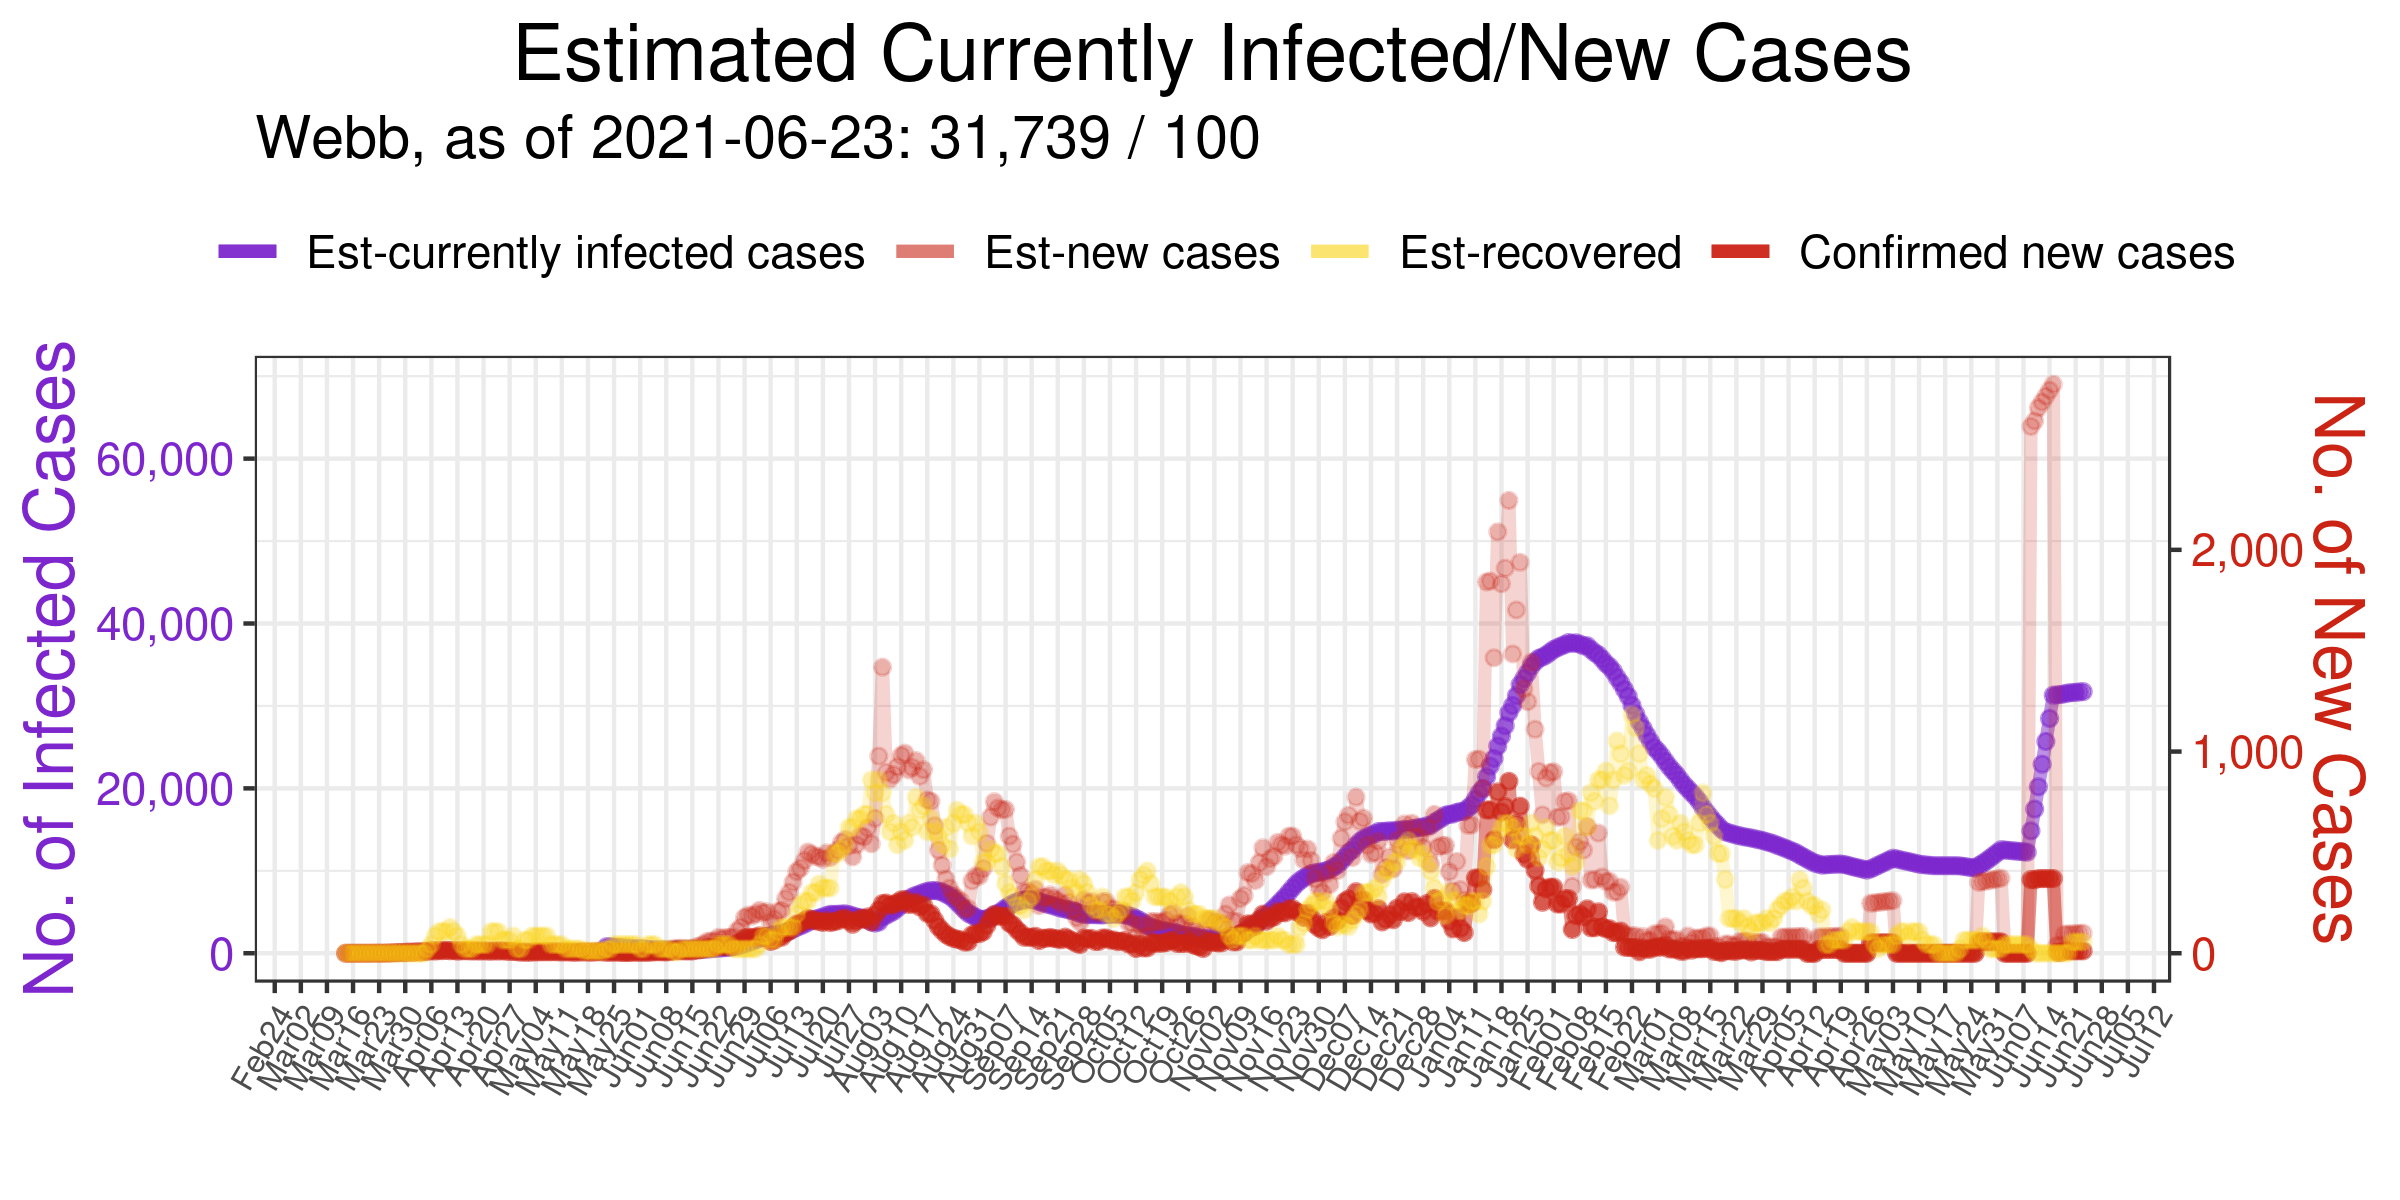 Estimated Currently Infected/New Cases
Webb, as of 2021-06-23: 31,739 / 100
Est-currently infected cases Est-new cases Est-recovered Confirmed new cases
No. of Infected Cases
60,000
40,000
20,000
0
2,000
1,000
0
No. of New Cases
Feb24 Mar02 Mar09 Mar16 Mar23 Mar30 Apr06 Apr13 Apr20 Apr27 May04 May11 May18 May25 Jun01 Jun08 Jun15 Jun22 Jun29 Jul06 Jul13 Jul20 Jul27 Aug03 Aug10 Aug17 Aug24 Aug31 Sep07 Sep14 Sep21 Sep28 Oct05 Oct12 Oct19 Oct26 Nov02 Nov09 Nov16 Nov23 Nov30 Dec07 Dec14 Dec21 Dec28 Jan04 Jan11 Jan18 Jan25 Feb01 Feb08 Feb15 Feb22 Mar01 Mar08 Mar15 Mar22 Mar29 Apr05 Apr12 Apr19 Apr26 May03 May10 May17 May24 May31 Jun07 Jun14 Jun21 Jun28 Jul05 Jul12